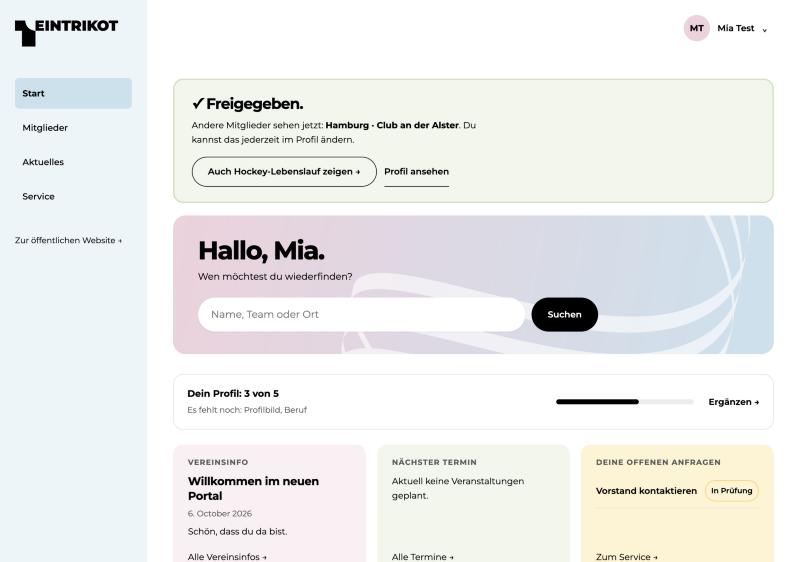 EINTRIKOT
MT Mia Test
Start
Mitglieder
Aktuelles
Service
Zur öffentlichen Website →
✓ Freigegeben.
Andere Mitglieder sehen jetzt: Hamburg · Club an der Alster. Du
kannst das jederzeit im Profil ändern.
Auch Hockey-Lebenslauf zeigen → Profil ansehen
Hallo, Mia.
Wen möchtest du wiederfinden?
Name, Team oder Ort Suchen
Dein Profil: 3 von 5
Es fehlt noch: Profilbild, Beruf
Ergänzen →
VEREINSINFO
Willkommen im neuen
Portal
6. October 2026
Schön, dass du da bist.
Alle Vereinsinfos →
NÄCHSTER TERMIN
Aktuell keine Veranstaltungen
geplant.
Alle Termine →
DEINE OFFENEN ANFRAGEN
Vorstand kontaktieren In Prüfung
Zum Service →